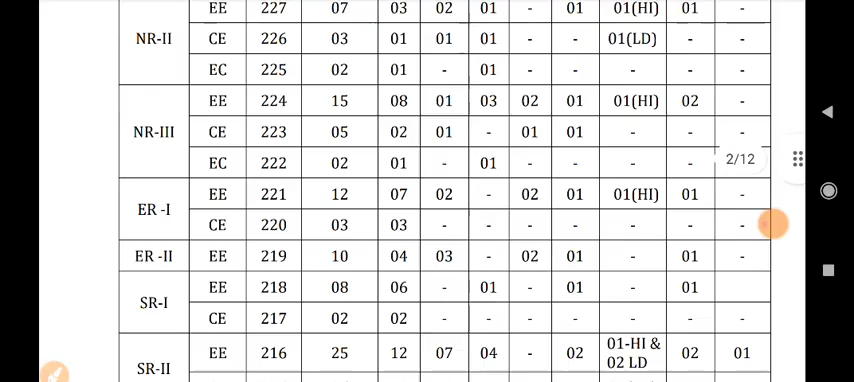 EE 227 07 03 02 01 - 01 01(HI) 01 -
NR-II CE 226 03 01 01 01 - - 01(LD) - -
EC 225 02 01 - 01 - - - - -
EE 224 15 08 01 03 02 01 01(HI) 02 -
NR-III CE 223 05 02 01 - 01 01 - - -
EC 222 02 01 - 01 - - - - -
2/12
EE 221 12 07 02 - 02 01 01(HI) 01 -
ER -I
CE 220 03 03 - - - - - - -
ER -II EE 219 10 04 03 - 02 01 01 -
EE 218 08 06 - 01 - 01 - 01
SR-I
CE 217 02 02 - - - - - - -
EE 216 25 12 07 04 - 02 01-HI & 02 01
02 LD
SR-II